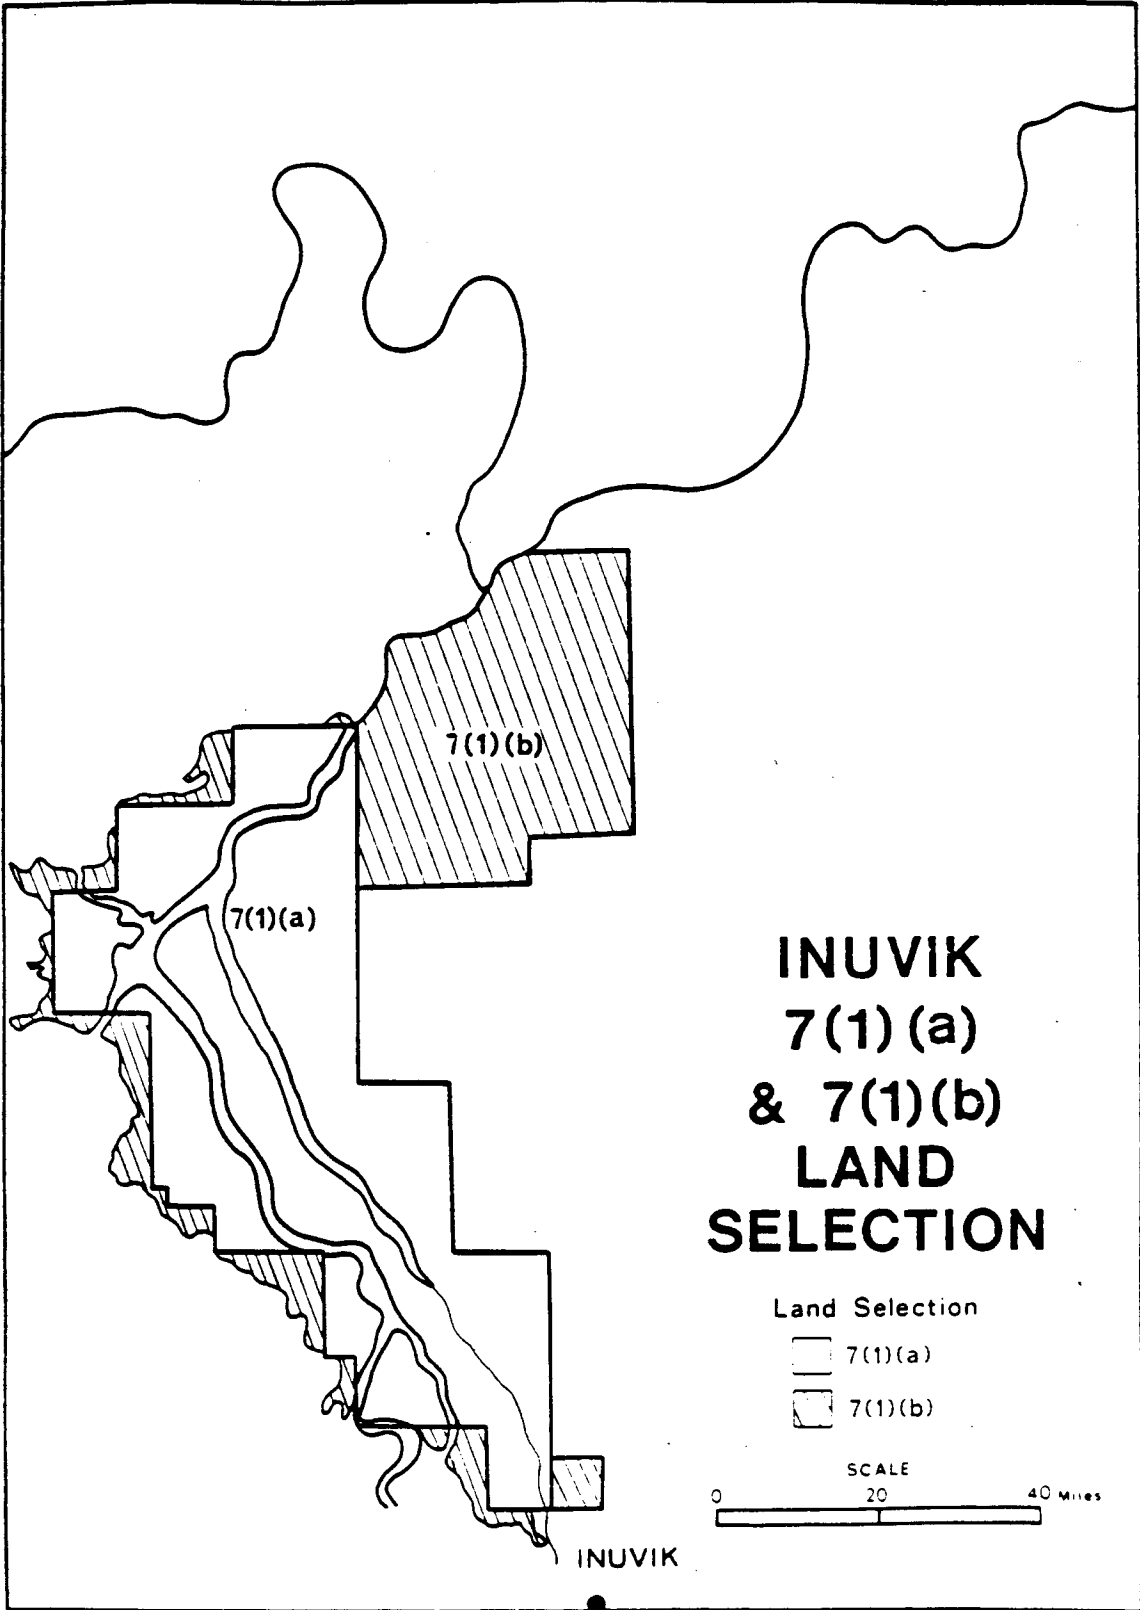 7(1)(b)
7(1)(a)
INUVIK
7(1)(a)
& 7(1)(b)
LAND
SELECTION
Land Selection
7(1)(a)
7(1)(b)
SCALE
0 20 40 Miles
INUVIK